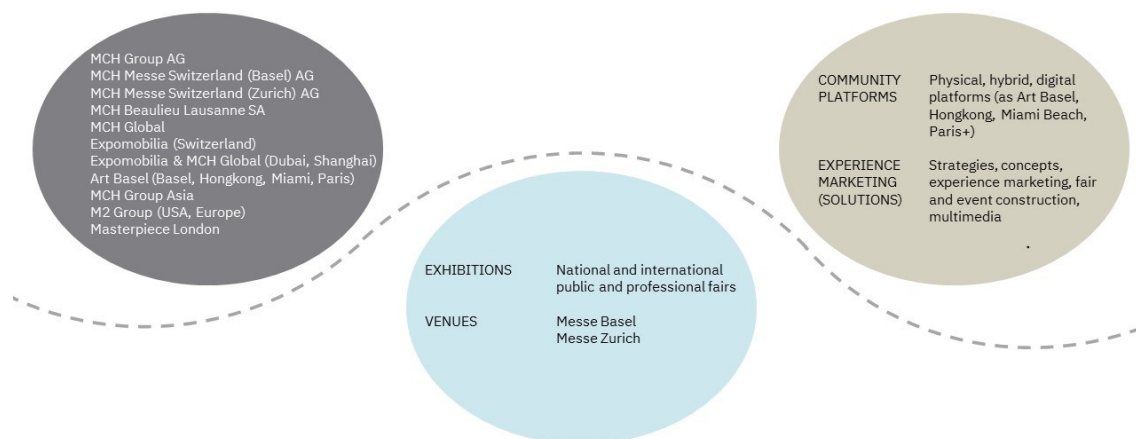 MCH Group AG
MCH Messe Switzerland (Basel) AG
MCH Messe Switzerland (Zurich) AG
MCH Beaulieu Lausanne SA
MCH Global
Expomobilia (Switzerland)
Expomobilia & MCH Global (Dubai, Shanghai)
Art Basel (Basel, Hongkong, Miami, Paris)
MCH Group Asia
M2 Group (USA, Europe)
Masterpiece London
EXHIBITIONS National and international
public and professional fairs
VENUES Messe Basel
Messe Zurich
COMMUNITY Physical, hybrid, digital
PLATFORMS platforms (as Art Basel,
Hongkong, Miami Beach,
Paris+)
EXPERIENCE Strategies, concepts,
MARKETING experience marketing, fair
(SOLUTIONS) and event construction,
multimedia
.